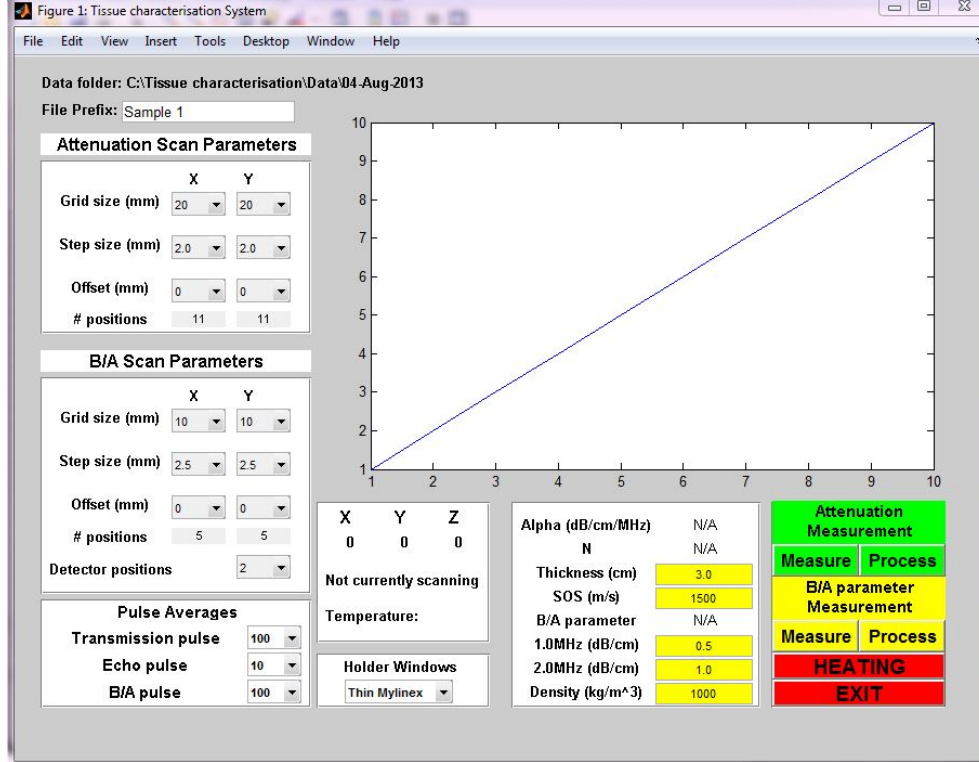 Figure 1: Tissue characterisation System
File Edit View Insert Tools Desktop Window Help
Data folder: C:\Tissue characterisation\Data\04-Aug-2013
File Prefix: Sample 1
Attenuation Scan Parameters
X Y
Grid size (mm) 20 20
Step size (mm) 2.0 2.0
Offset (mm) 0 0
# positions 11 11
B/A Scan Parameters
X Y
Grid size (mm) 10 10
Step size (mm) 2.5 2.5
Offset (mm) 0 0
# positions 5 5
Detector positions 2
Pulse Averages
Transmission pulse 100
Echo pulse 10
B/A pulse 100
10
9
8
7
6
5
4
3
2
1
1 2 3 4 5 6 7 8 9 10
X Y Z
0 0 0
Not currently scanning
Temperature:
Holder Windows
Thin Mylinex
Alpha (dB/cm/MHz) N/A
N N/A
Thickness (cm) 3.0
SOS (m/s) 1500
B/A parameter N/A
1.0MHz (dB/cm) 0.5
2.0MHz (dB/cm) 1.0
Density (kg/m^3) 1000
Attenuation
Measurement
Measure Process
B/A parameter
Measurement
Measure Process
HEATING
EXIT